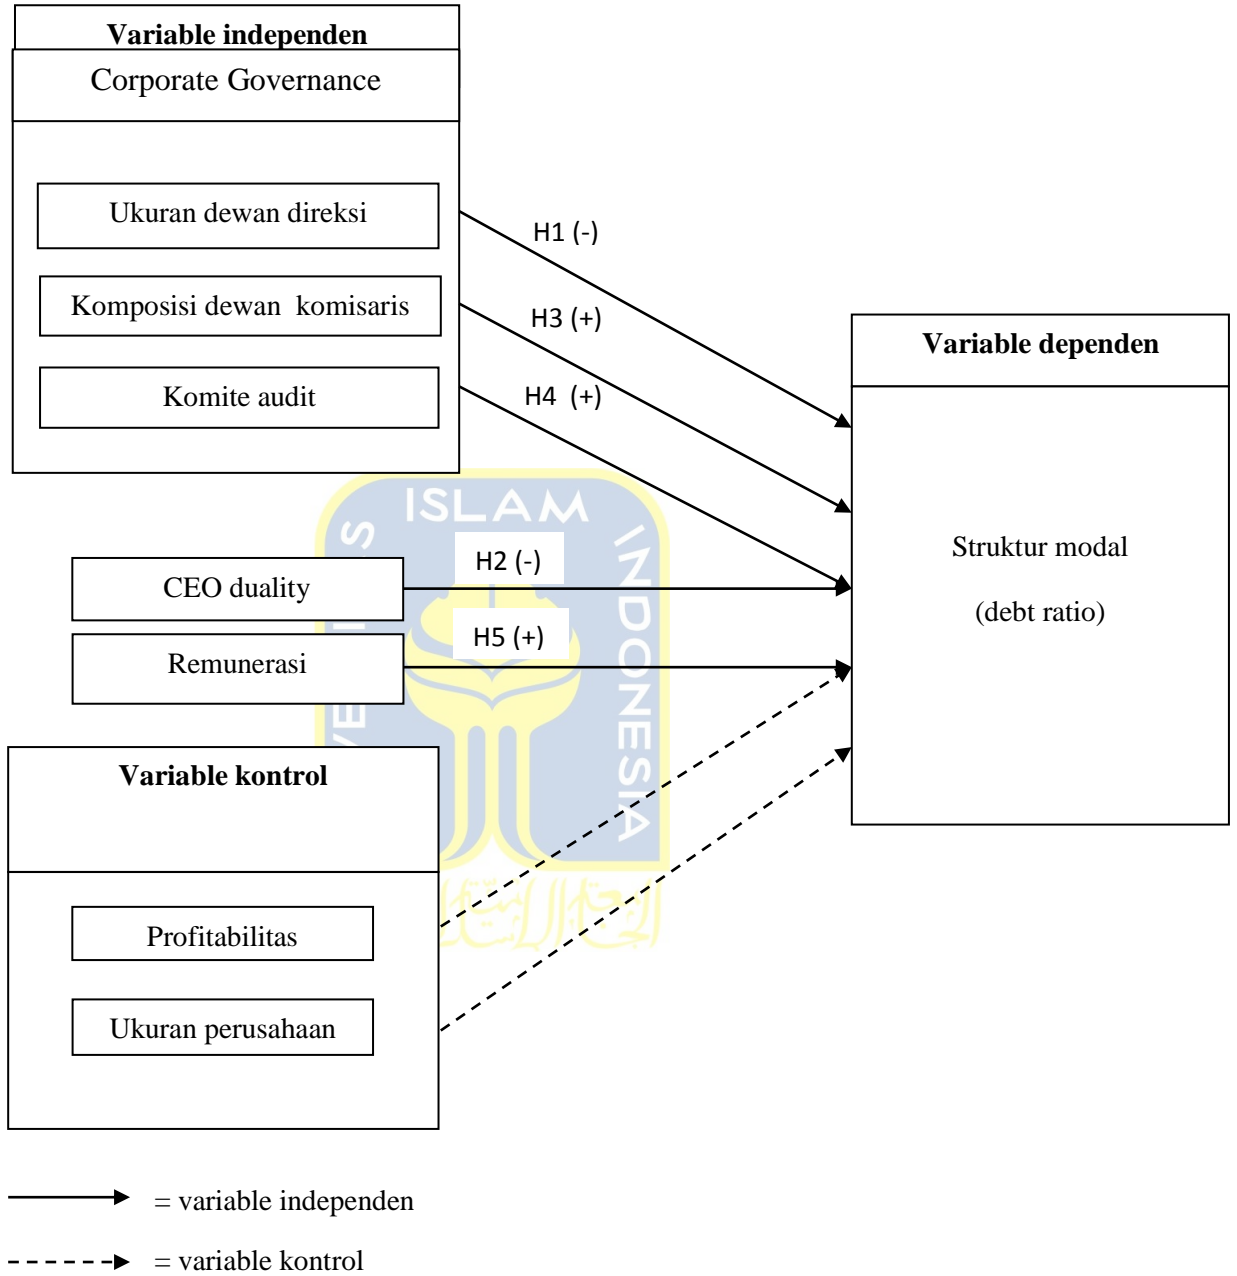 Variable independen
Corporate Governance
Ukuran dewan direksi
Komposisi dewan komisaris
Komite audit
H1 (-)
H3 (+)
H4 (+)
Variable dependen
Struktur modal
(debt ratio)
ISLAM
INDONESIA
CEO duality
H2 (-)
Remunerasi
H5 (+)
Variable kontrol
Profitabilitas
Ukuran perusahaan
= variable independen
= variable kontrol